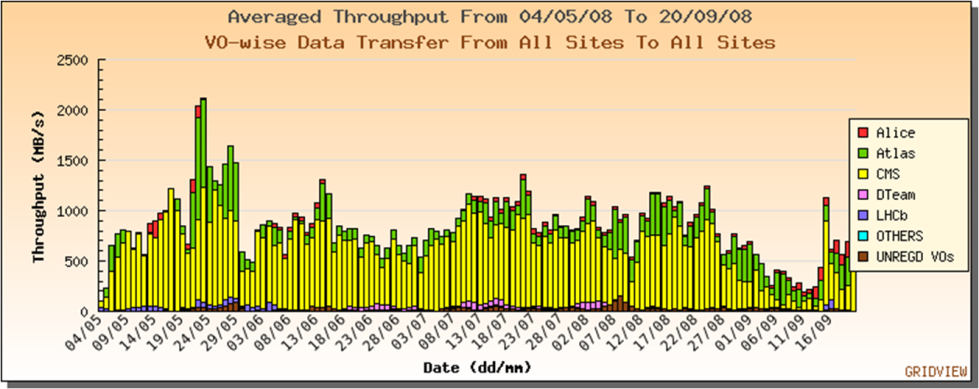 Averaged Throughput From 04/05/08 To 20/09/08
VO-wise Data Transfer From All Sites To All Sites
Throughput (MB/s)
2500
2000
1500
1000
500
0
04/05
09/05
14/05
19/05
24/05
29/05
03/06
08/06
13/06
18/06
23/06
28/06
03/07
08/07
13/07
18/07
23/07
28/07
02/08
07/08
12/08
17/08
22/08
27/08
01/09
06/09
11/09
16/09
Date (dd/mm)
Alice
Atlas
CMS
DTeam
LHCb
OTHERS
UNREGD VOs
GRIDVIEW